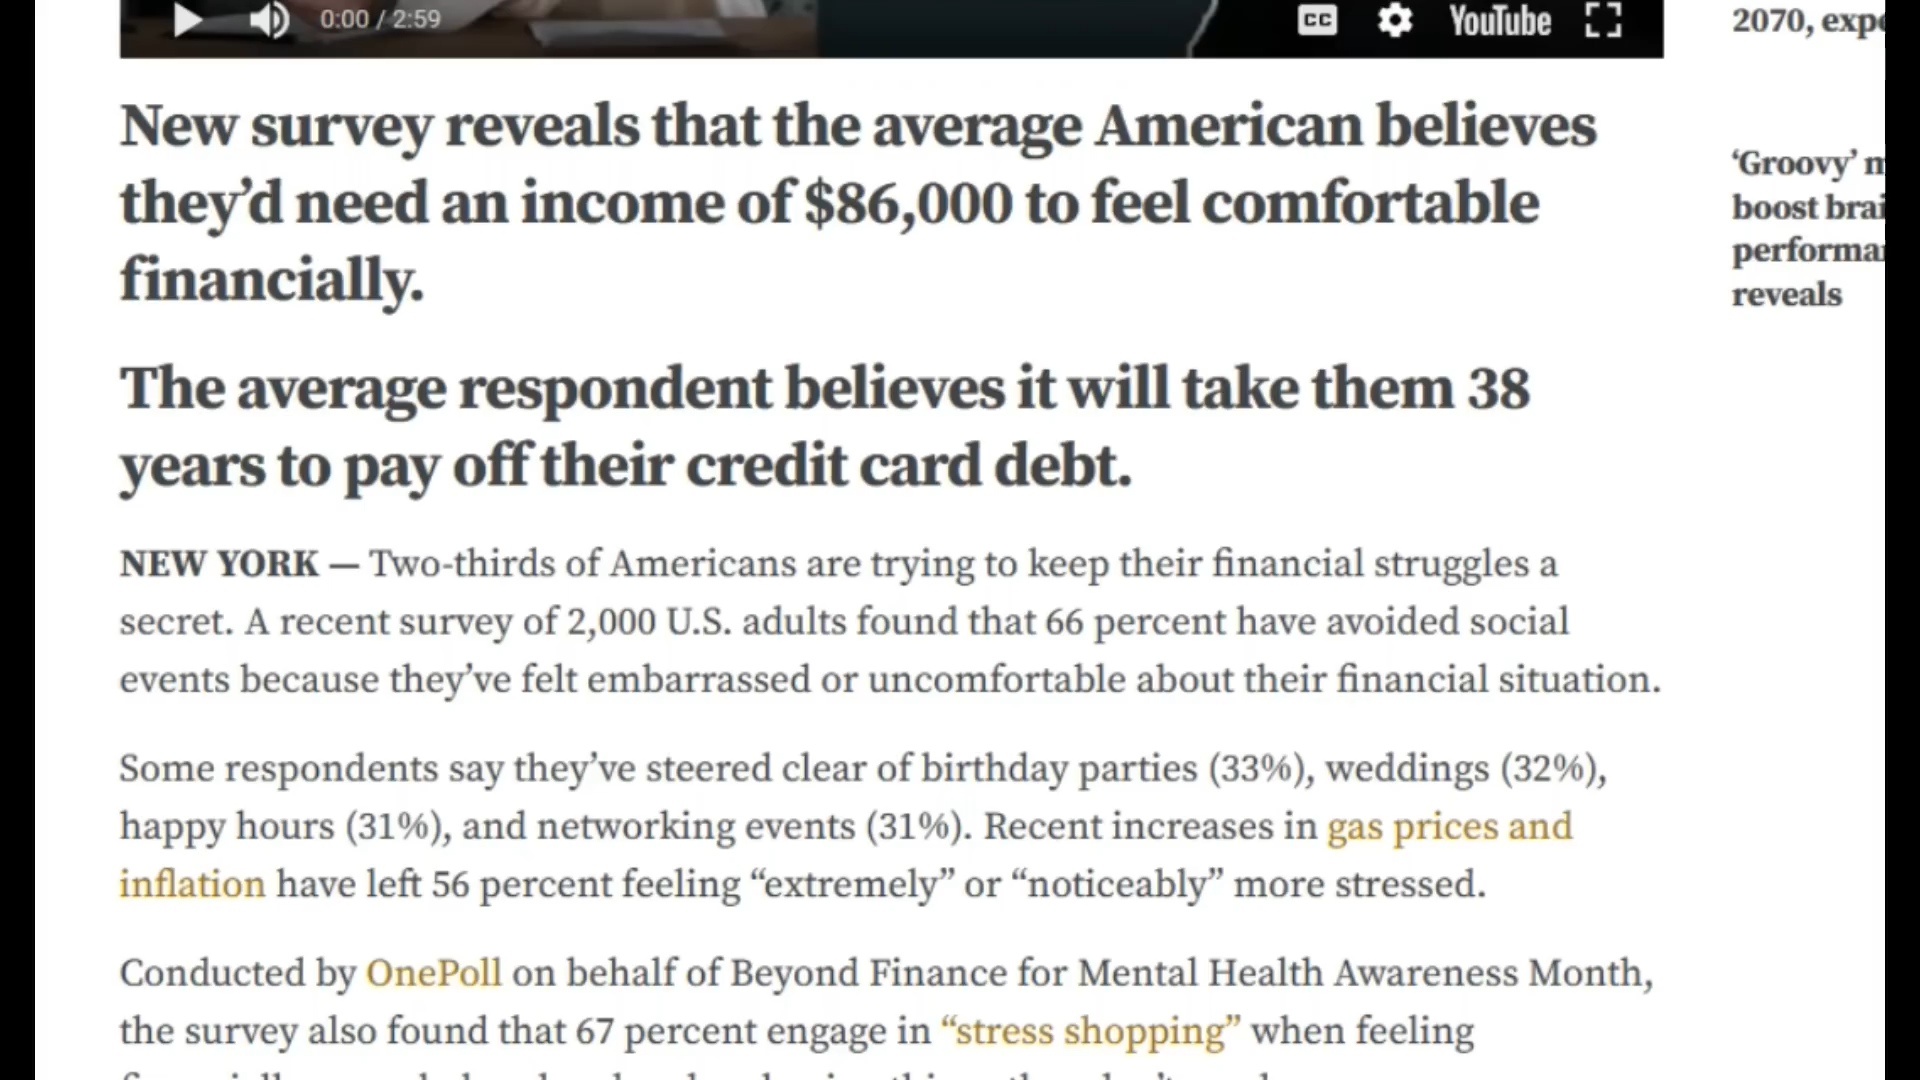 0:00 / 2:59
CC
YouTube
2070, expe
New survey reveals that the average American believes
they’d need an income of $86,000 to feel comfortable
financially.
‘Groovy’ m
boost brai
performa
reveals
The average respondent believes it will take them 38
years to pay off their credit card debt.
NEW YORK — Two-thirds of Americans are trying to keep their financial struggles a
secret. A recent survey of 2,000 U.S. adults found that 66 percent have avoided social
events because they’ve felt embarrassed or uncomfortable about their financial situation.
Some respondents say they’ve steered clear of birthday parties (33%), weddings (32%),
happy hours (31%), and networking events (31%). Recent increases in gas prices and
inflation have left 56 percent feeling “extremely” or “noticeably” more stressed.
Conducted by OnePoll on behalf of Beyond Finance for Mental Health Awareness Month,
the survey also found that 67 percent engage in “stress shopping” when feeling